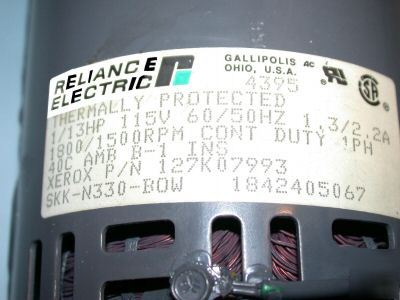 RELIANCE
ELECTRIC
GALLIPOLIS
OHIO, U.S.A.
4395
THERMALLY PROTECTED
1/13HP 115V 60/50HZ 1.3/2.2A
1800/1500RPM CONT DUTY 1PH
40C AMB B-1 INS
XEROX P/N 127K07993
SKK-N330-BOW 1842405067